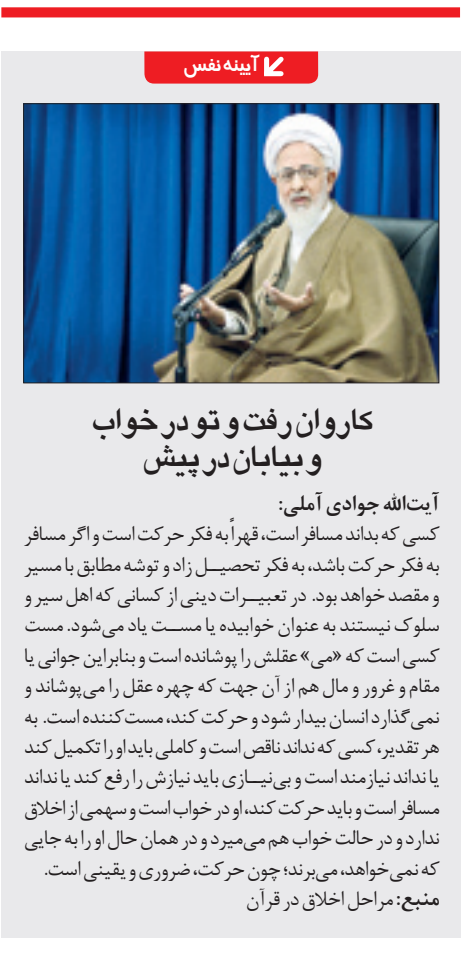 آیینه نفس
کاروان رفت و تو در خواب
و بیابان در پیش
آیت‌الله جوادی آملی:
کسی که بداند مسافر است، قهراً به فکر حرکت است و اگر مسافر
به فکر حرکت باشد، به فکر تحصیل زاد و توشه مطابق با مسیر
و مقصد خواهد بود. در تعبیرات دینی از کسانی که اهل سیر و
سلوک نیستند به عنوان خوابیده یا مست یاد می‌شود. مست
کسی است که «می» عقلش را پوشانده است و بنابراین جوانی یا
مقام و غرور و مال هم از آن جهت که چهره عقل را می‌پوشاند و
نمی‌گذارد انسان بیدار شود و حرکت کند، مست‌کننده است. به
هر تقدیر، کسی که نداند ناقص است و کاملی باید او را تکمیل کند
یا نداند نیازمند است و بی‌نیازی باید نیازش را رفع کند یا نداند
مسافر است و باید حرکت کند، او در خواب است و سهمی از اخلاق
ندارد و در حالت خواب هم می‌میرد و در همان حال او را به جایی
که نمی‌خواهد، می‌برند؛ چون حرکت، ضروری و یقینی است.
منبع: مراحل اخلاق در قرآن